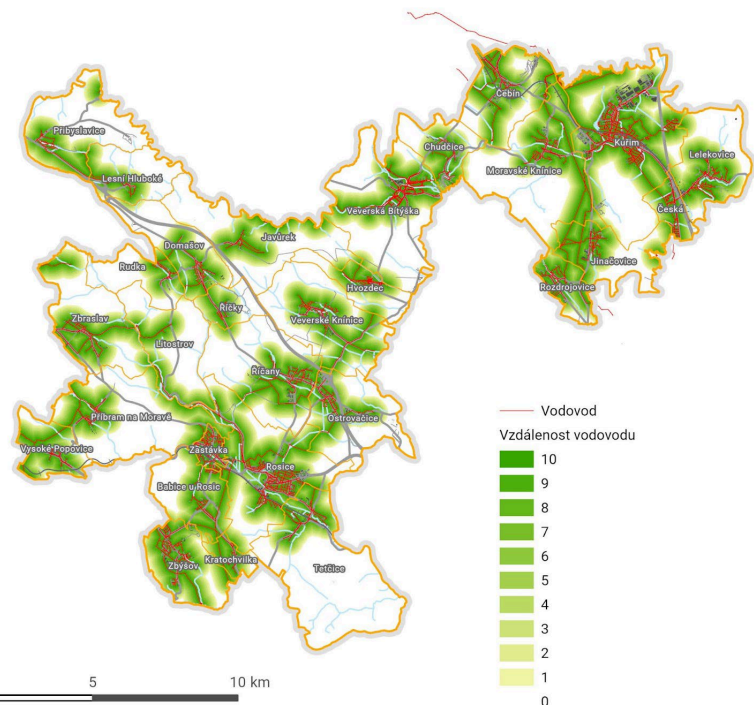 Čebín
Přibyslavice
Chudčice
Kuřim
Lelekovice
Moravské Knínice
Lesní Hluboké
Veverská Bítýška
Česká
Domašov
Javůrek
Jinačovice
Rudka
Hvozdec
Rozdrojovice
Říčky
Zbraslav
Veverské Knínice
Litostrov
Říčany
Příbram na Moravě
Ostrovačice
Vysoké Popovice
Zastávka
Rosice
Babice u Rosic
Zbýšov
Kratochvilka
Tetčice
Vodovod
Vzdálenost vodovodu
10
9
8
7
6
5
4
3
2
1
0
5 10 km